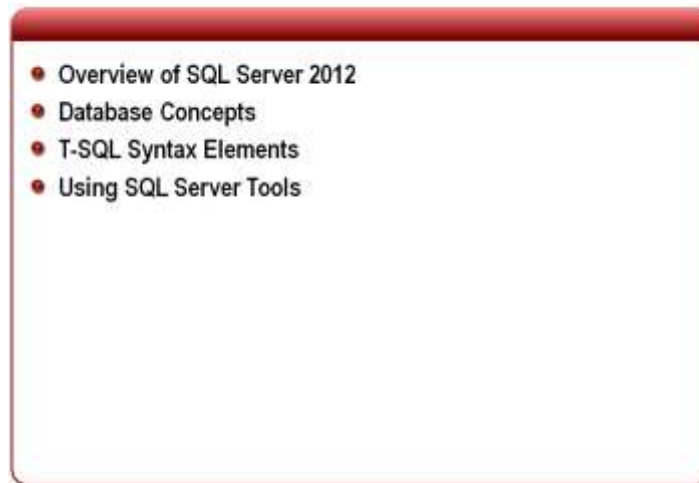 Overview of SQL Server 2012
Database Concepts
T-SQL Syntax Elements
Using SQL Server Tools